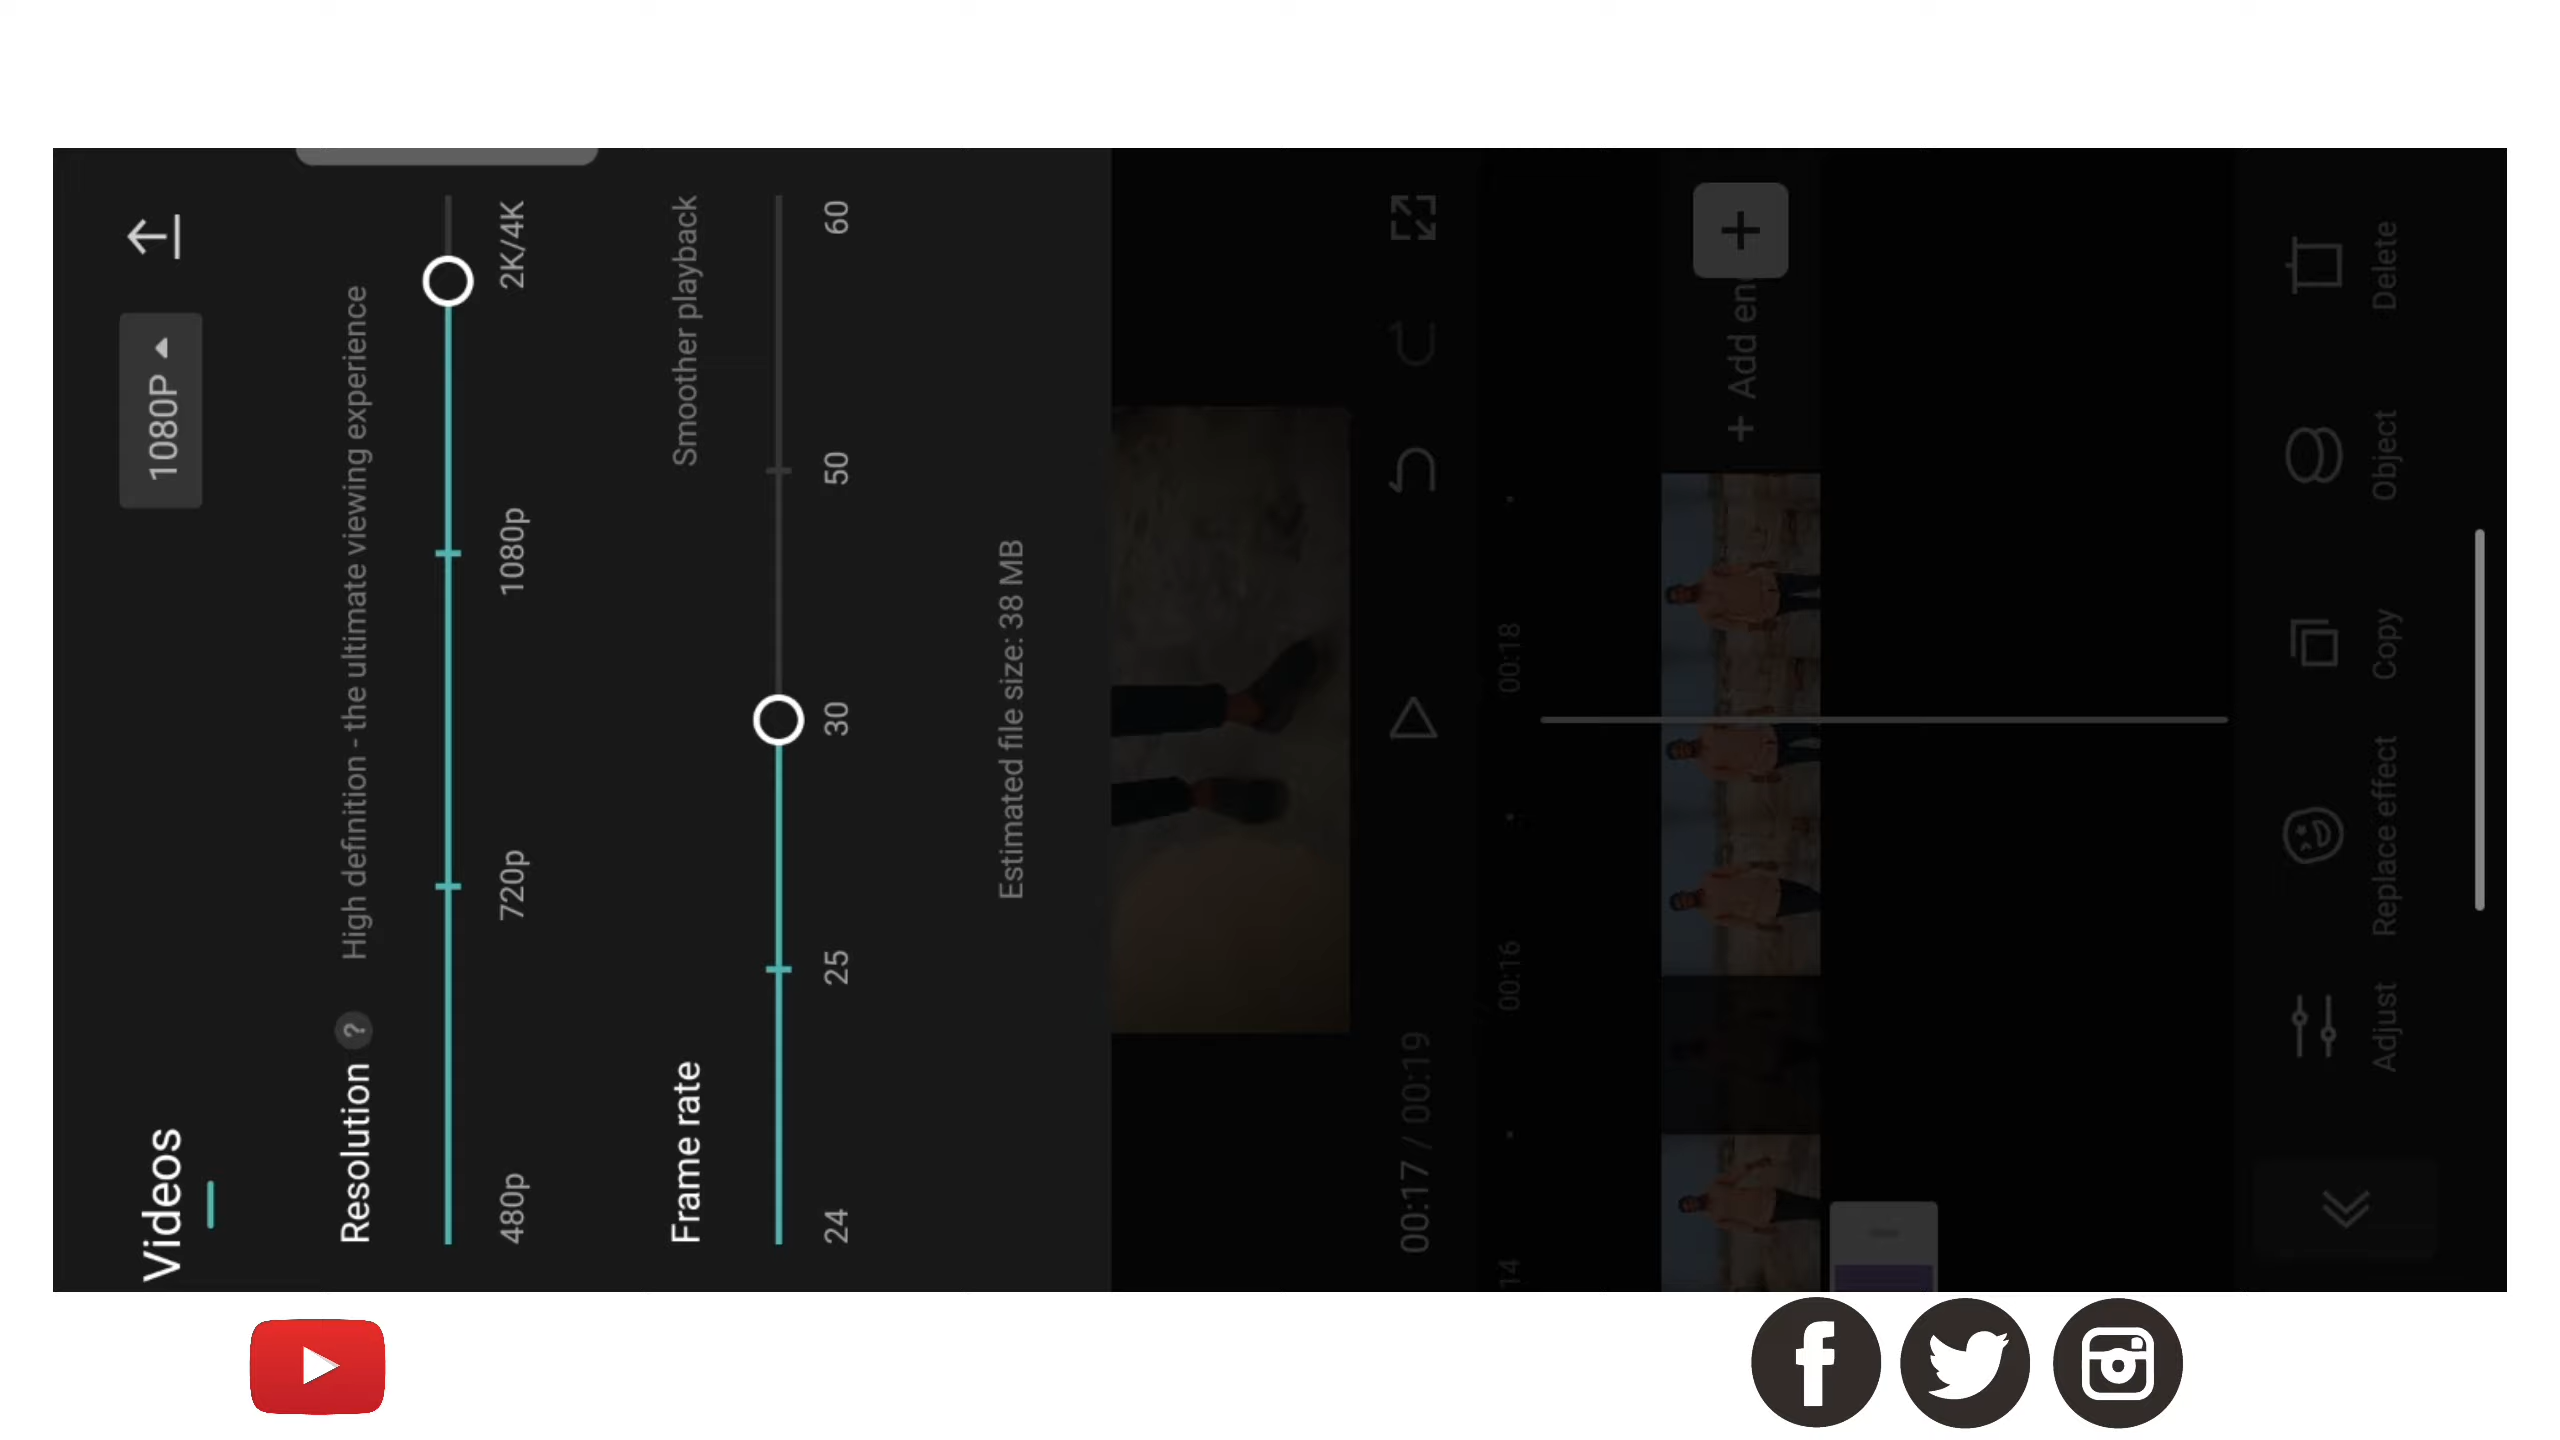 1080P
Videos
Resolution ? High definition - the ultimate viewing experience
480p 720p 1080p 2K/4K
Frame rate Smoother playback
24 25 30 50 60
Estimated file size: 38 MB
00:17 / 00:19
14 00:16 00:18
+ Add en
+
Adjust Replace effect Copy Object Delete